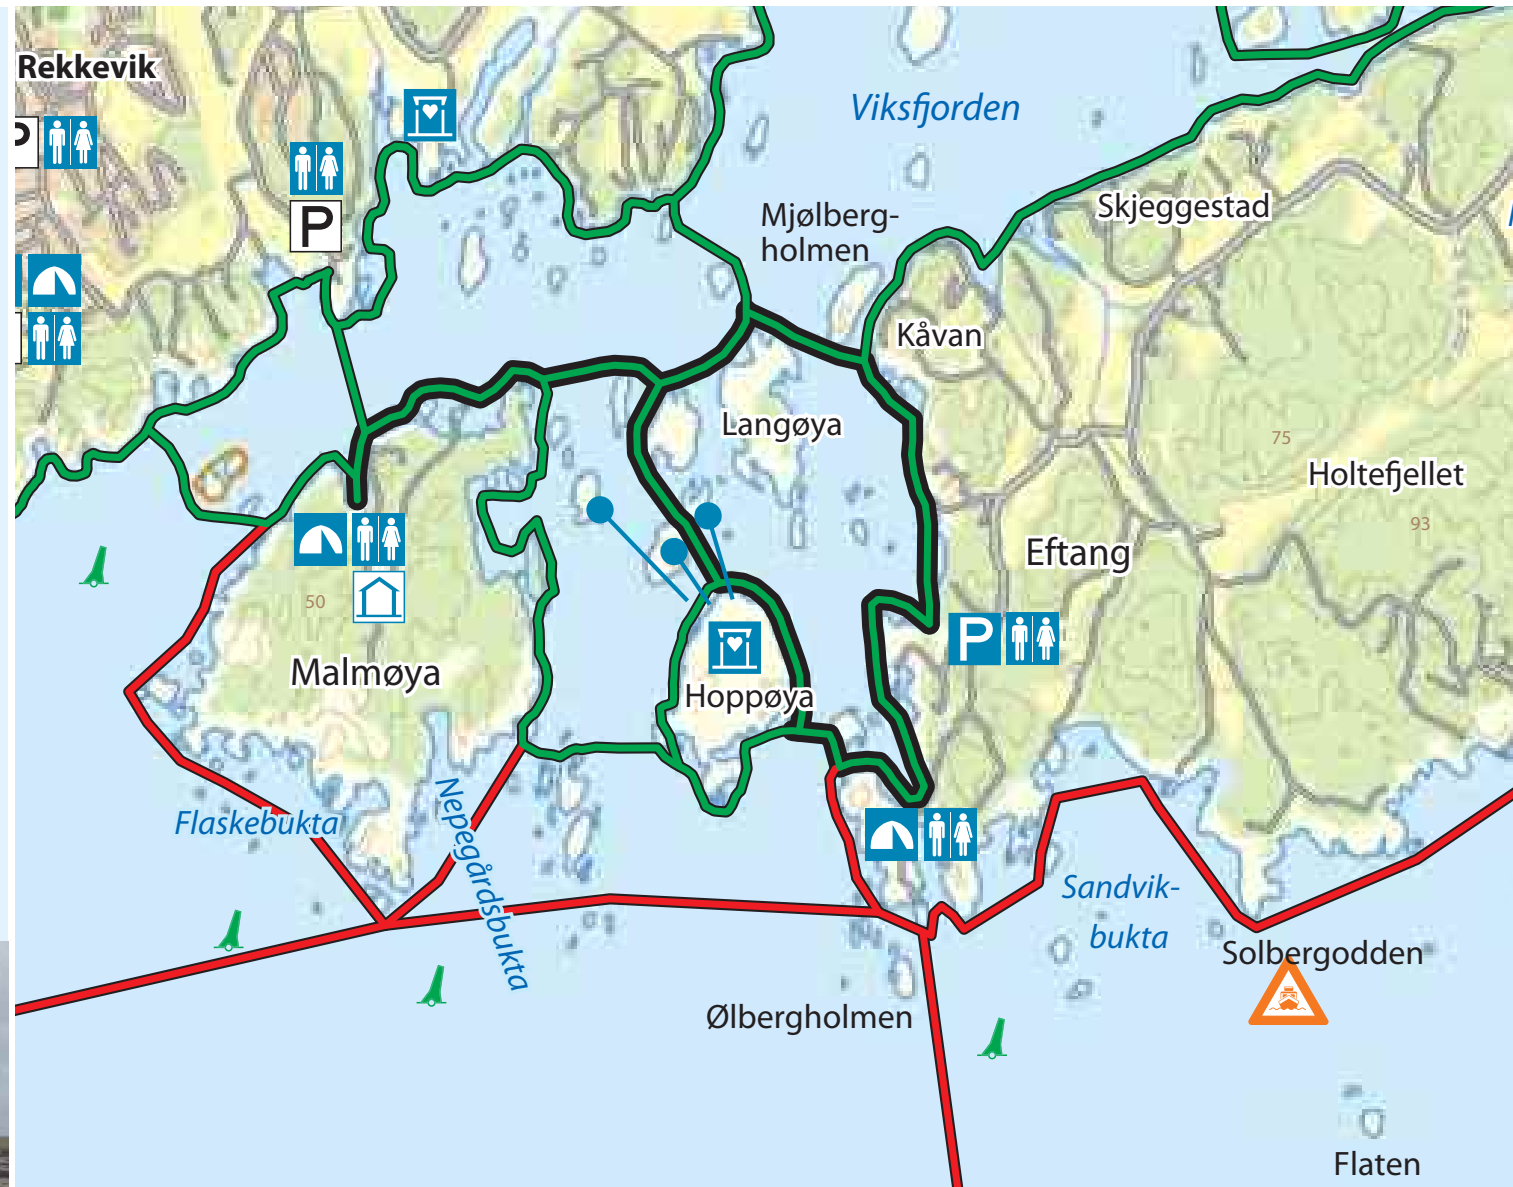 Rekkevik
Viksfjorden
P
Skjeggestad
Mjølberg-
holmen
P
Kåvan
Langøya
75
Holtefjellet
93
Eftang
50
P
Malmøya
Hoppøya
Flaskebukta
Nepegårdsbukta
Sandvik-
bukta
Solbergodden
Ølbergholmen
Flaten